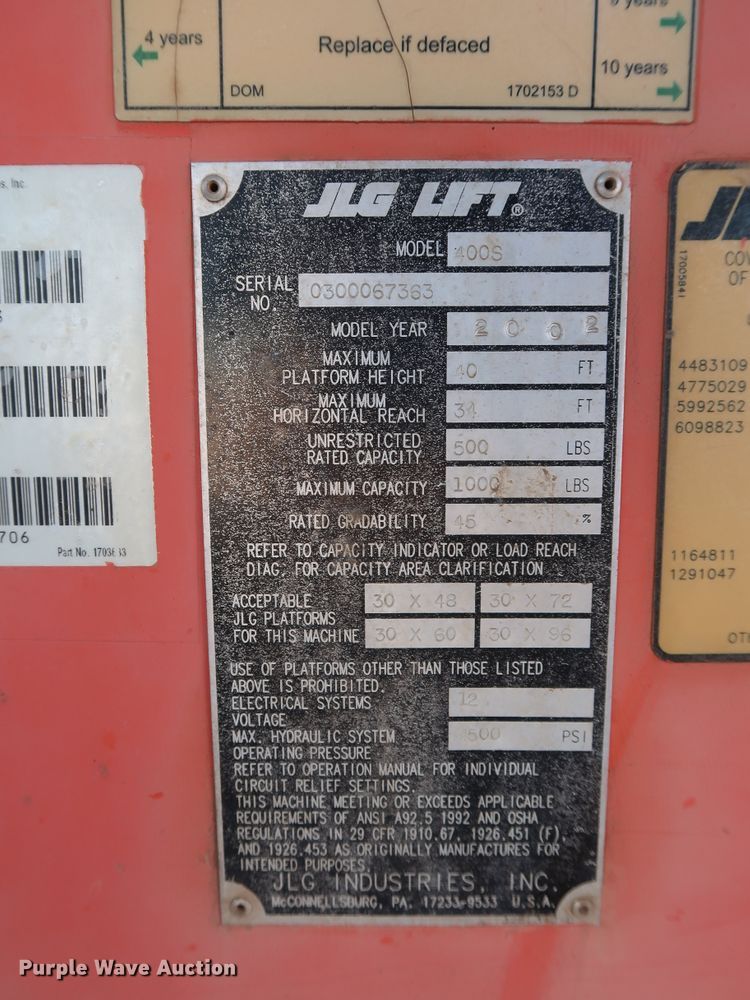 4 years
Replace if defaced
10 years
DOM
1702153 D
JLG LIFT®
MODEL 400S
SERIAL NO. 0300067363
MODEL YEAR 2002
MAXIMUM
PLATFORM HEIGHT 40 FT
MAXIMUM
HORIZONTAL REACH 34 FT
UNRESTRICTED
RATED CAPACITY 500 LBS
MAXIMUM CAPACITY 1000 LBS
RATED GRADABILITY 45 %
REFER TO CAPACITY INDICATOR OR LOAD REACH
DIAG. FOR CAPACITY AREA CLARIFICATION
ACCEPTABLE 30 X 48 30 X 72
JLG PLATFORMS
FOR THIS MACHINE 30 X 60 30 X 96
USE OF PLATFORMS OTHER THAN THOSE LISTED
ABOVE IS PROHIBITED.
ELECTRICAL SYSTEMS 12
VOLTAGE
MAX. HYDRAULIC SYSTEM PSI
OPERATING PRESSURE
REFER TO OPERATION MANUAL FOR INDIVIDUAL
CIRCUIT RELIEF SETTINGS.
THIS MACHINE MEETING OR EXCEEDS APPLICABLE
REQUIREMENTS OF ANSI A92.5 1992 AND OSHA
REGULATIONS IN 29 CFR 1910.67, 1926.451 (F),
AND 1926.453 AS ORIGINALLY MANUFACTURES FOR
INTENDED PURPOSES.
JLG INDUSTRIES, INC.
McCONNELLSBURG, PA. 17233-9533 U.S.A.
Inc.
706
Part No.
17005841
4483109
4775029
5992562
6098823
1164811
1291047
Purple Wave Auction